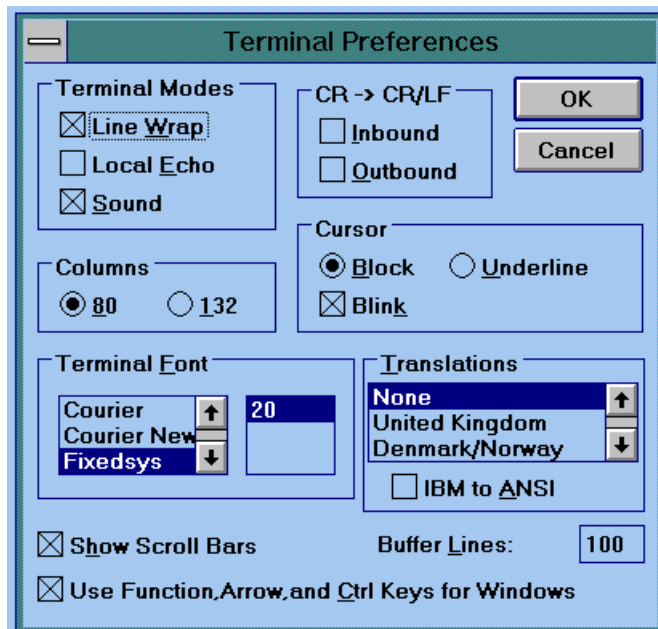 Terminal Preferences
Terminal Modes
Line Wrap
Local Echo
Sound
CR -> CR/LF
Inbound
Outbound
OK
Cancel
Columns
80
132
Cursor
Block
Underline
Blink
Terminal Font
Courier
Courier New
Fixedsys
20
Translations
None
United Kingdom
Denmark/Norway
IBM to ANSI
Show Scroll Bars
Buffer Lines: 100
Use Function,Arrow,and Ctrl Keys for Windows